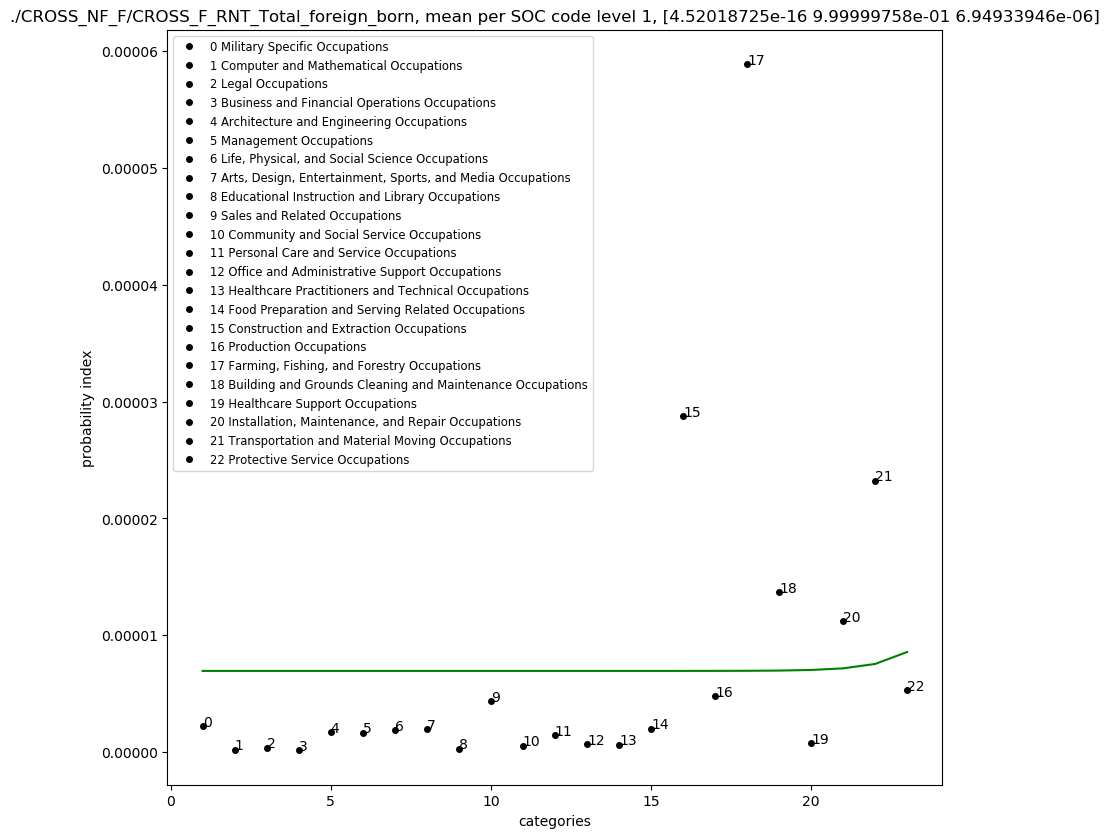 ./CROSS_NF_F/CROSS_F_RNT_Total_foreign_born, mean per SOC code level 1, [4.52018725e-16 9.99999758e-01 6.94933946e-06]
0.00006
0.00005
0.00004
0.00003
0.00002
0.00001
0.00000
probability index
0 Military Specific Occupations
1 Computer and Mathematical Occupations
2 Legal Occupations
3 Business and Financial Operations Occupations
4 Architecture and Engineering Occupations
5 Management Occupations
6 Life, Physical, and Social Science Occupations
7 Arts, Design, Entertainment, Sports, and Media Occupations
8 Educational Instruction and Library Occupations
9 Sales and Related Occupations
10 Community and Social Service Occupations
11 Personal Care and Service Occupations
12 Office and Administrative Support Occupations
13 Healthcare Practitioners and Technical Occupations
14 Food Preparation and Serving Related Occupations
15 Construction and Extraction Occupations
16 Production Occupations
17 Farming, Fishing, and Forestry Occupations
18 Building and Grounds Cleaning and Maintenance Occupations
19 Healthcare Support Occupations
20 Installation, Maintenance, and Repair Occupations
21 Transportation and Material Moving Occupations
22 Protective Service Occupations
0
1
2
3
4
5
6
7
8
9
10
11
12
13
14
15
16
17
18
19
20
21
22
0
5
10
15
20
categories